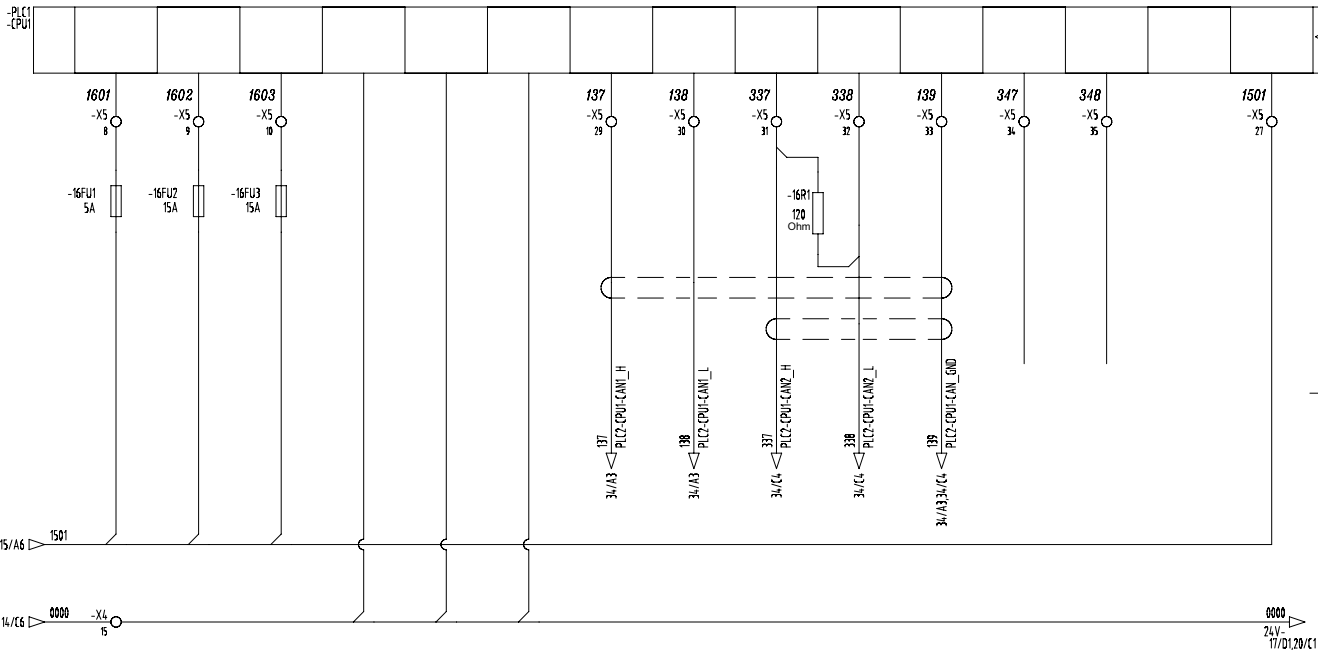 -PLC1
-CPU1
1601
1602
1603
137
138
337
338
139
347
348
1501
-X5
-X5
-X5
-X5
-X5
-X5
-X5
-X5
-X5
-X5
-X5
8
9
10
29
30
31
32
33
34
35
27
-16FU1
5A
-16FU2
15A
-16FU3
15A
-16R1
120
Ohm
137
PLC2-CPU1-CAN1_H
138
PLC2-CPU1-CAN1_L
337
PLC2-CPU1-CAN2_H
338
PLC2-CPU1-CAN2_L
139
PLC2-CPU1-CAN_GND
34/A3
34/A3
34/C4
34/C4
34/A3,34/C4
15/A6
1501
14/C6
0000
-X4
15
0000
24V-
17/D1,20/C1